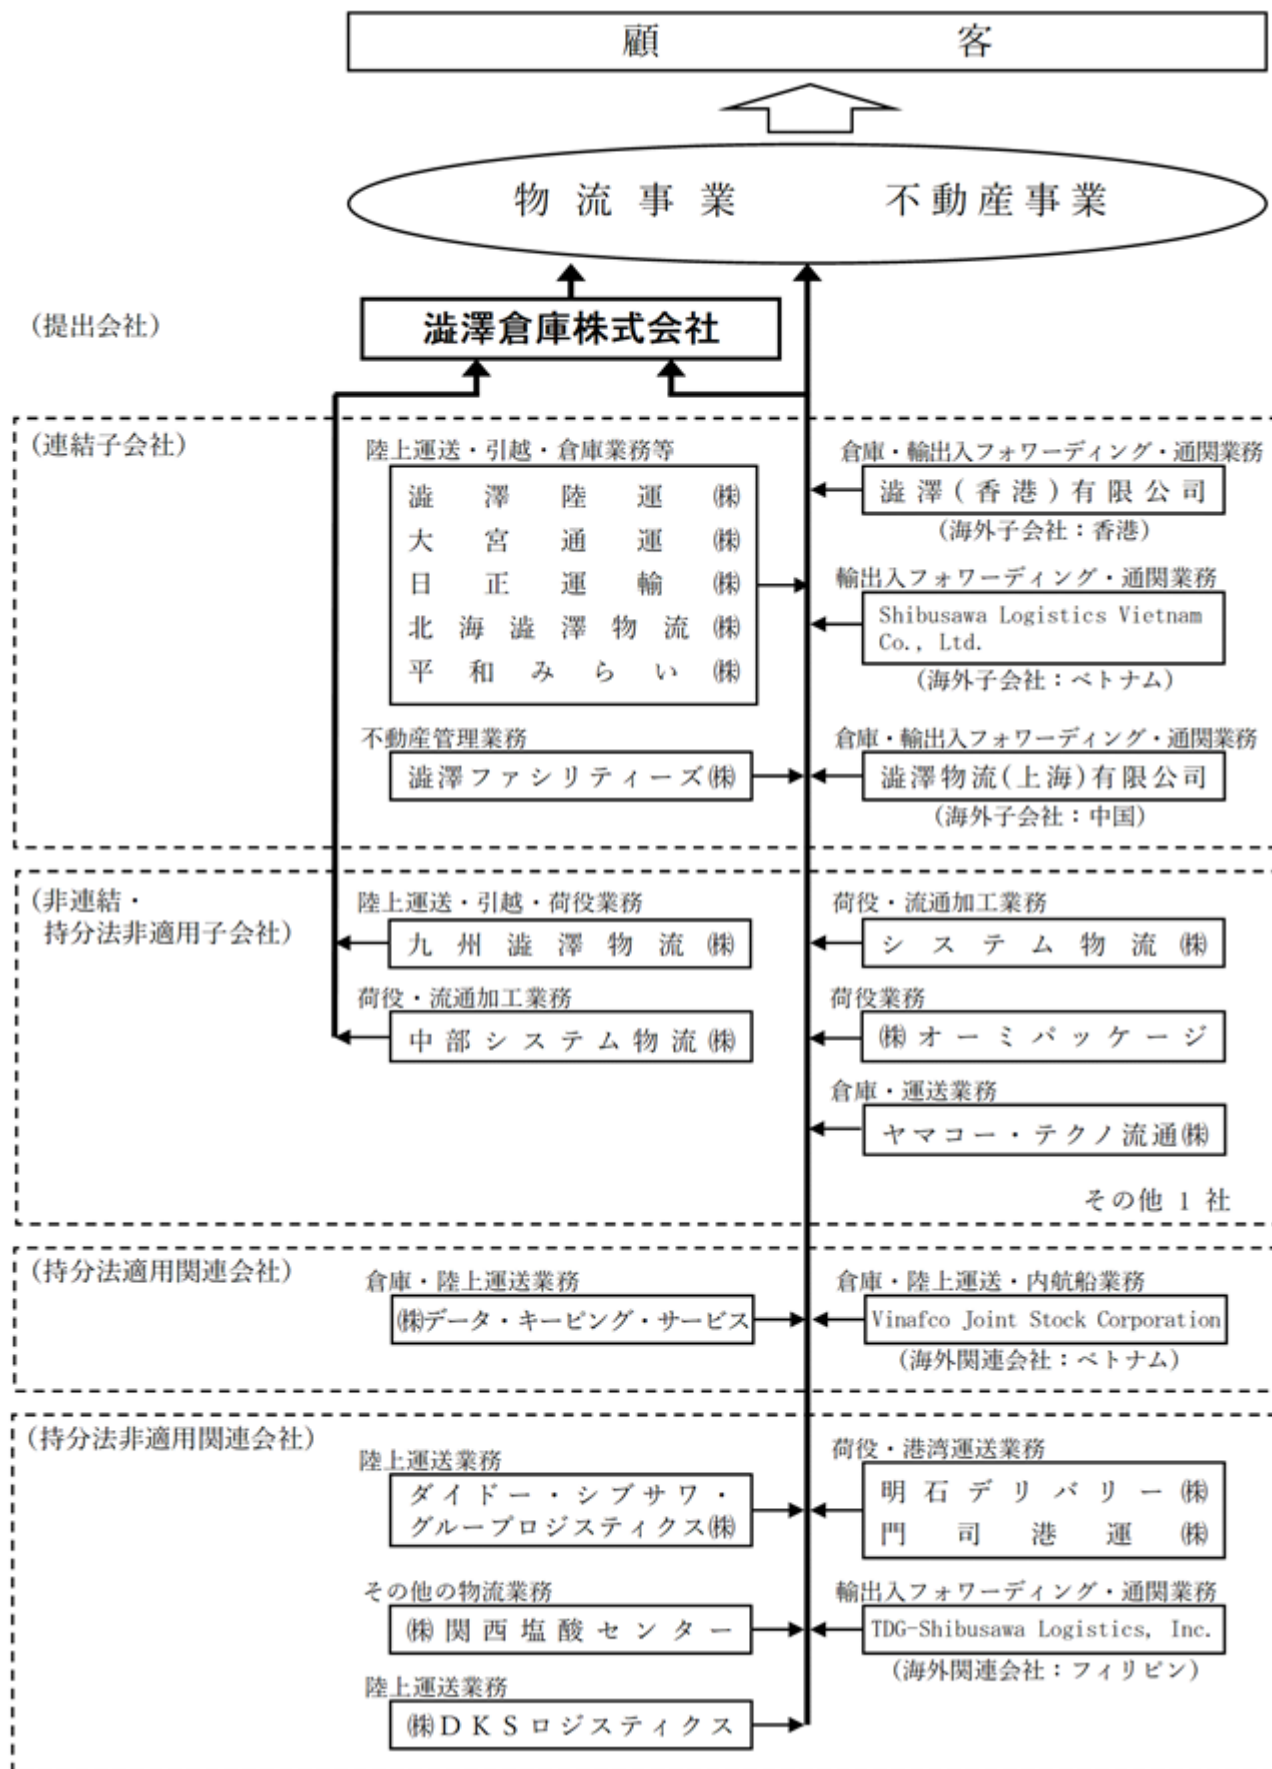 顧客
物流事業 不動産事業
(提出会社)
澁澤倉庫株式会社
(連結子会社)
陸上運送・引越・倉庫業務等
澁澤陸運㈱
大宮通運㈱
日正運輸㈱
北海澁澤物流㈱
平和みらい㈱
不動産管理業務
澁澤ファシリティーズ㈱
倉庫・輸出入フォワーディング・通関業務
澁澤(香港)有限公司
(海外子会社：香港)
輸出入フォワーディング・通関業務
Shibusawa Logistics Vietnam
Co., Ltd.
(海外子会社：ベトナム)
倉庫・輸出入フォワーディング・通関業務
澁澤物流(上海)有限公司
(海外子会社：中国)
(非連結・
持分法非適用子会社)
陸上運送・引越・荷役業務
九州澁澤物流㈱
荷役・流通加工業務
中部システム物流㈱
荷役・流通加工業務
システム物流㈱
荷役業務
㈱オーミパッケージ
倉庫・運送業務
ヤマコー・テクノ流通㈱
その他 1 社
(持分法適用関連会社)
倉庫・陸上運送業務
㈱データ・キーピング・サービス
倉庫・陸上運送・内航船業務
Vinafco Joint Stock Corporation
(海外関連会社：ベトナム)
(持分法非適用関連会社)
陸上運送業務
ダイドー・シブサワ・
グループロジスティクス㈱
その他の物流業務
㈱関西塩酸センター
陸上運送業務
㈱DKSロジスティクス
荷役・港湾運送業務
明石デリバリー㈱
門司港運㈱
輸出入フォワーディング・通関業務
TDG-Shibusawa Logistics, Inc.
(海外関連会社：フィリピン)